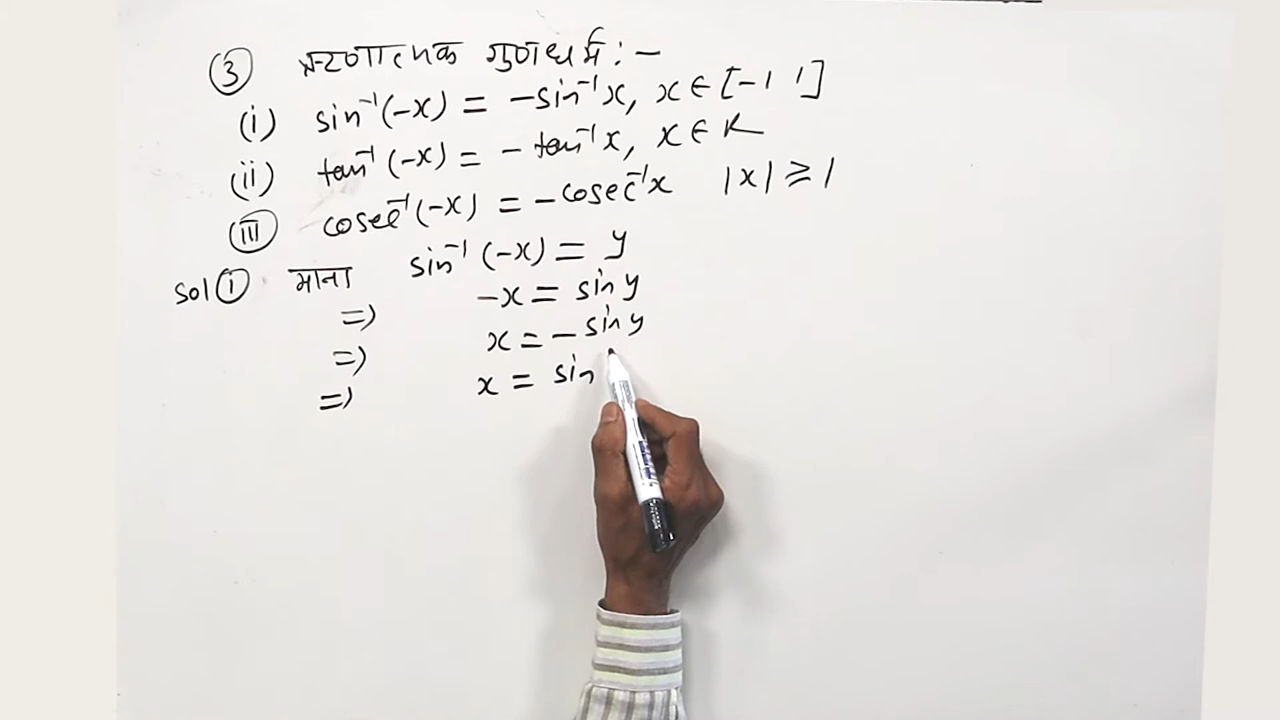 ③ ऋणात्मक गुणधर्म :-
(i) sin⁻¹(-x) = -sin⁻¹x, x ∈ [-1 1]
(ii) tan⁻¹(-x) = -tan⁻¹x, x ∈ R
(iii) cosec⁻¹(-x) = -cosec⁻¹x |x| ≥ 1
sol ① माना sin⁻¹(-x) = y
=) -x = sin y
=) x = -sin y
=) x = sin